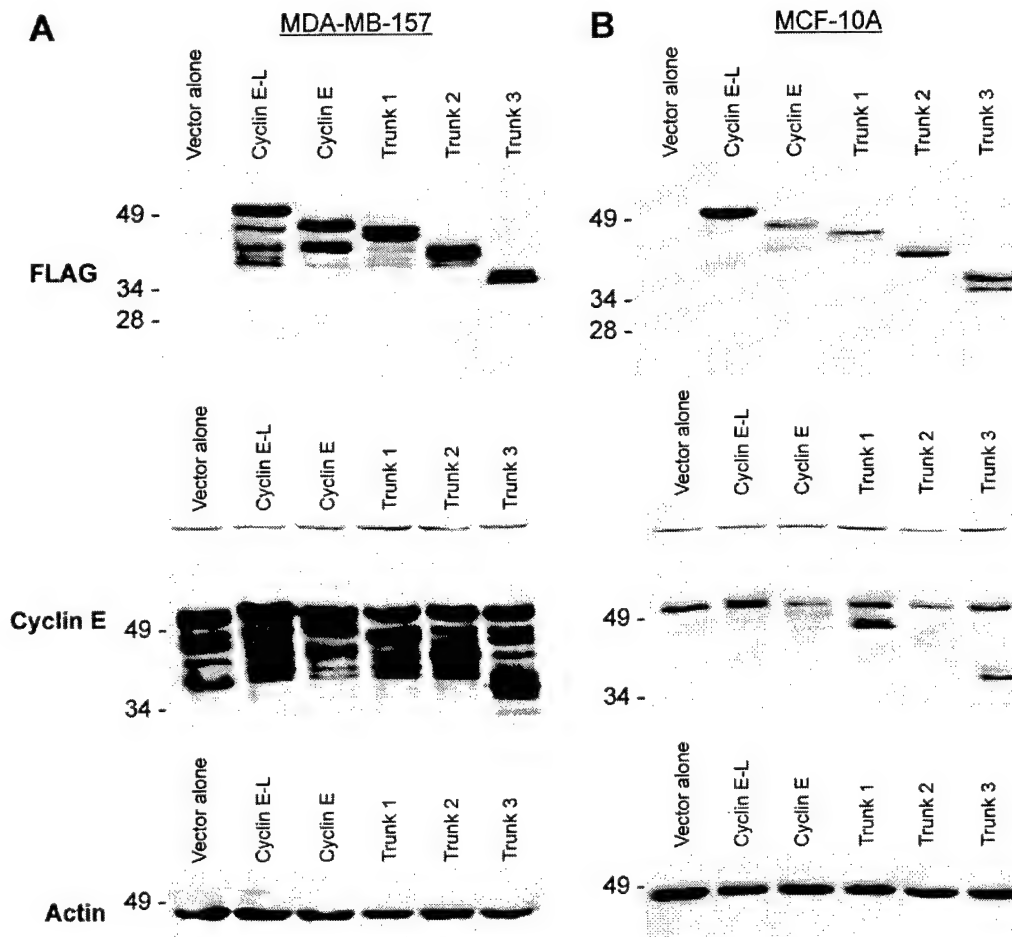 A
MDA-MB-157
Vector alone
Cyclin E-L
Cyclin E
Trunk 1
Trunk 2
Trunk 3
49 -
34 -
28 -
FLAG
Vector alone
Cyclin E-L
Cyclin E
Trunk 1
Trunk 2
Trunk 3
Cyclin E
49 -
34 -
Vector alone
Cyclin E-L
Cyclin E
Trunk 1
Trunk 2
Trunk 3
49 -
Actin
B
MCF-10A
Vector alone
Cyclin E-L
Cyclin E
Trunk 1
Trunk 2
Trunk 3
49 -
34 -
28 -
Vector alone
Cyclin E-L
Cyclin E
Trunk 1
Trunk 2
Trunk 3
49 -
34 -
Vector alone
Cyclin E-L
Cyclin E
Trunk 1
Trunk 2
Trunk 3
49 -